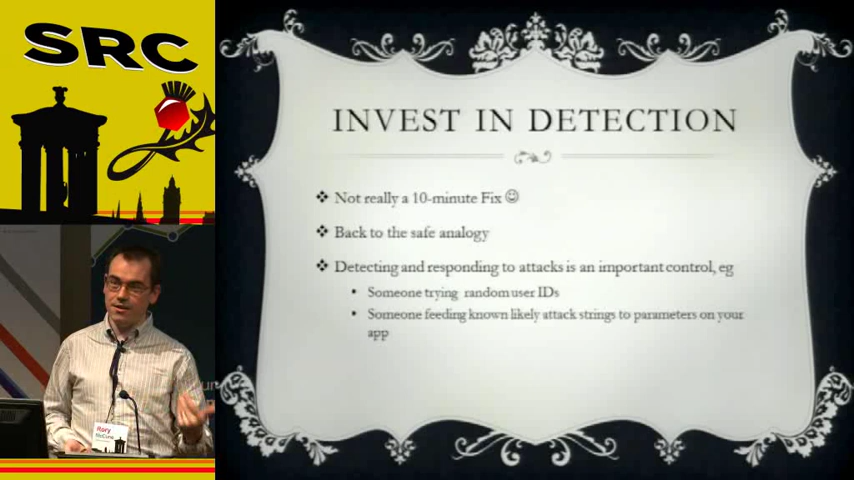 SRC
INVEST IN DETECTION
Not really a 10-minute Fix ☺
Back to the safe analogy
Detecting and responding to attacks is an important control, eg
Someone trying random user IDs
Someone feeding known likely attack strings to parameters on your
app
Rory
McCune